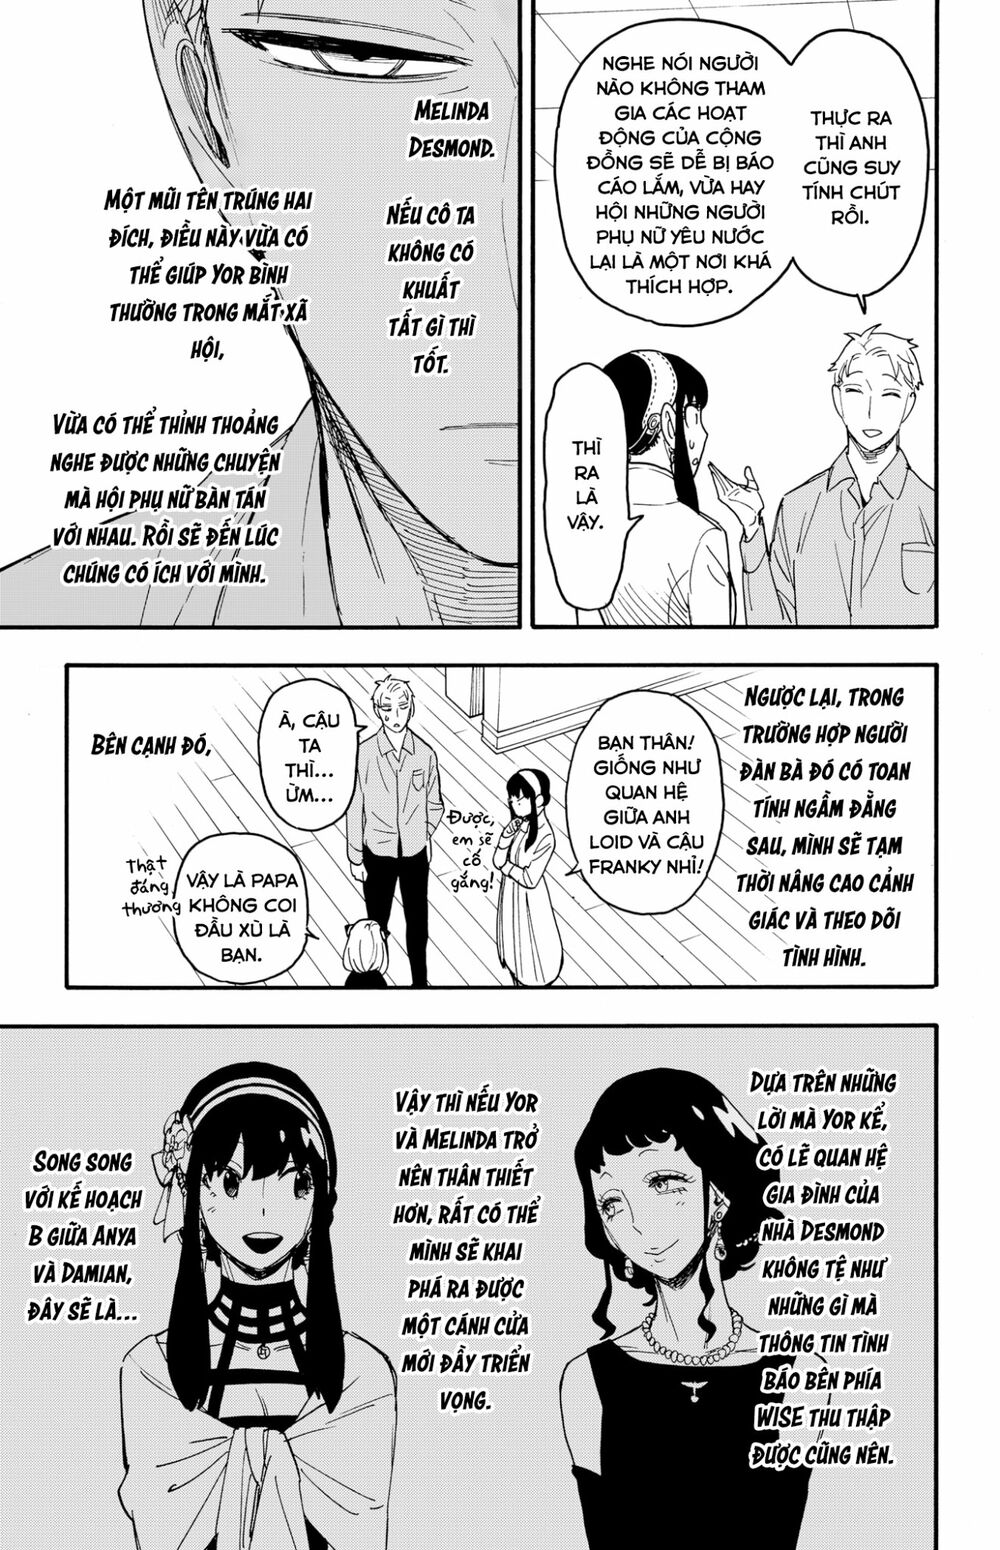 THỰC RA
THÌ ANH
CŨNG SUY
TÍNH CHÚT
RỒI.
NGHE NÓI NGƯỜI
NÀO KHÔNG THAM
GIA CÁC HOẠT
ĐỘNG CỦA CỘNG
ĐỒNG SẼ DỄ BỊ BÁO
CÁO LẮM, VỪA HAY
HỘI NHỮNG NGƯỜI
PHỤ NỮ YÊU NƯỚC
LẠI LÀ MỘT NƠI KHÁ
THÍCH HỢP.
THÌ
RA
LÀ
VẬY.
MELINDA
DESMOND.
NẾU CÔ TA
KHÔNG CÓ
KHUẤT
TẤT GÌ THÌ
TỐT.
MỘT MŨI TÊN TRÚNG HAI
ĐÍCH, ĐIỀU NÀY VỪA CÓ
THỂ GIÚP YOR BÌNH
THƯỜNG TRONG MẮT XÃ
HỘI,
VỪA CÓ THỂ THỈNH THOẢNG
NGHE ĐƯỢC NHỮNG CHUYỆN
MÀ HỘI PHỤ NỮ BÀN TÁN
VỚI NHAU. RỒI SẼ ĐẾN LÚC
CHÚNG CÓ ÍCH VỚI MÌNH.
NGƯỢC LẠI, TRONG
TRƯỜNG HỢP NGƯỜI
ĐÀN BÀ ĐÓ CÓ TOAN
TÍNH NGẦM ĐẰNG
SAU, MÌNH SẼ TẠM
THỜI NÂNG CAO CẢNH
GIÁC VÀ THEO DÕI
TÌNH HÌNH.
BẠN THÂN!
GIỐNG NHƯ
QUAN HỆ
GIỮA ANH
LOID VÀ CẬU
FRANKY NHỈ!
Được,
em sẽ
cố
gắng!
À, CẬU
TA
THÌ...
ỪM...
VẬY LÀ PAPA
KHÔNG COI
ĐẦU XÙ LÀ
BẠN.
Thật
đáng
thương
BÊN CẠNH ĐÓ,
DỰA TRÊN NHỮNG
LỜI MÀ YOR KỂ,
CÓ LẼ QUAN HỆ
GIA ĐÌNH CỦA
NHÀ DESMOND
KHÔNG TỆ NHƯ
NHỮNG GÌ MÀ
THÔNG TIN TÌNH
BÁO BÊN PHÍA
WISE THU THẬP
ĐƯỢC CŨNG NÊN.
VẬY THÌ NẾU YOR
VÀ MELINDA TRỞ
NÊN THÂN THIẾT
HƠN, RẤT CÓ THỂ
MÌNH SẼ KHAI
PHÁ RA ĐƯỢC
MỘT CÁNH CỬA
MỚI ĐẦY TRIỂN
VỌNG.
SONG SONG
VỚI KẾ HOẠCH
B GIỮA ANYA
VÀ DAMIAN,
ĐÂY SẼ LÀ...